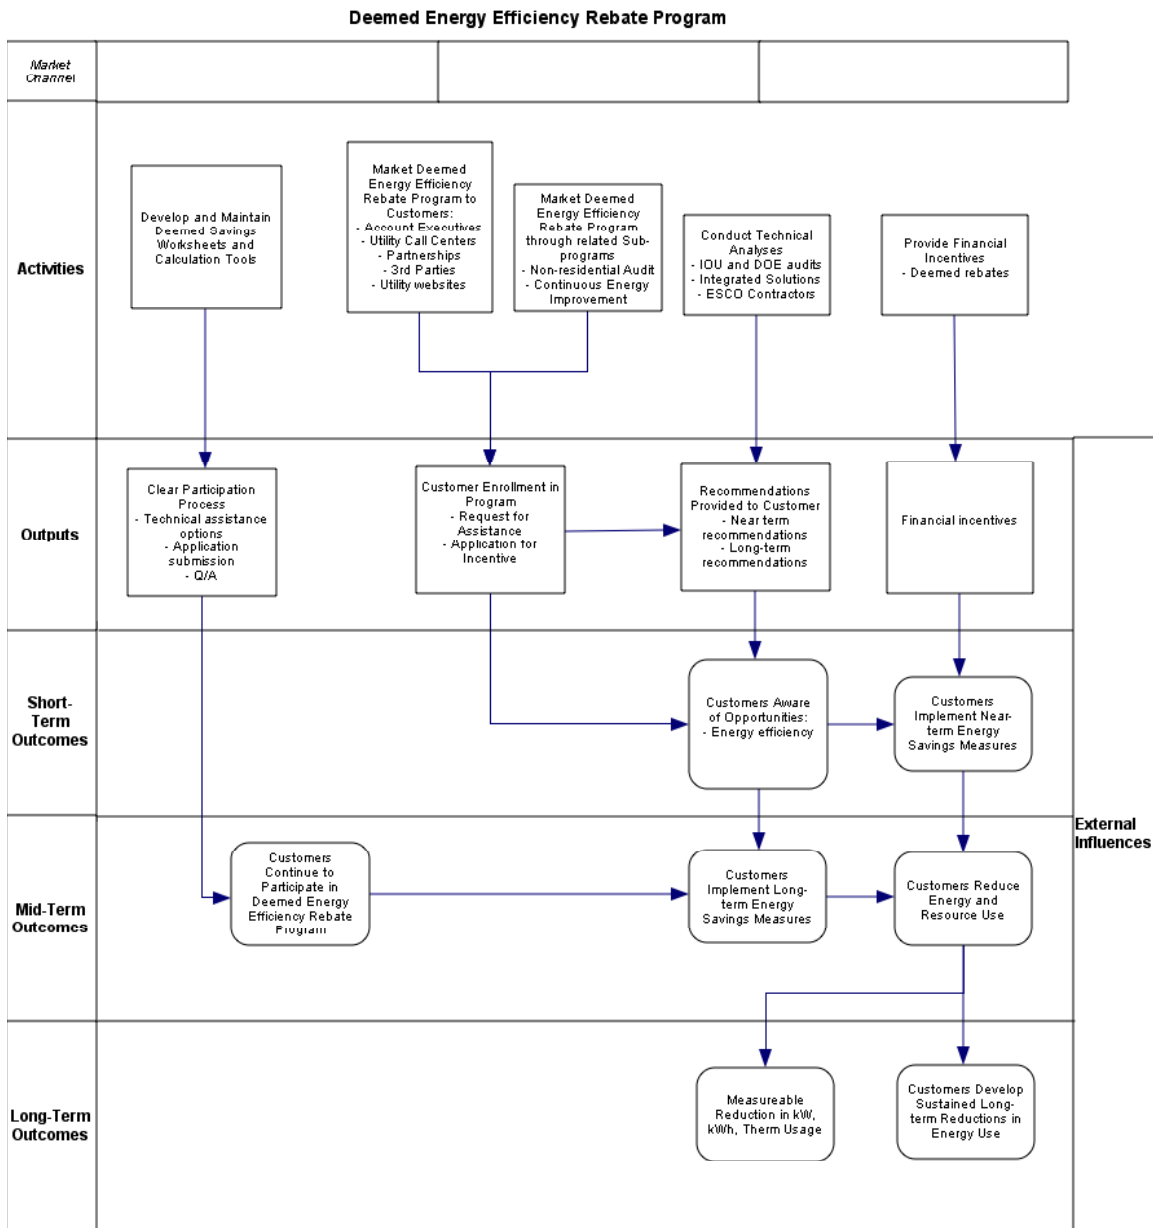 Deemed Energy Efficiency Rebate Program
Market
Channel
Activities
Develop and Maintain
Deemed Savings
Worksheets and
Calculation Tools
Market Deemed
Energy Efficiency
Rebate Program to
Customers:
- Account Executives
- Utility Call Centers
- Partnerships
- 3rd Parties
- Utility websites
Market Deemed
Energy Efficiency
Rebate Program
through related Sub-
programs
- Non-residential Audit
- Continuous Energy
Improvement
Conduct Technical
Analyses
- IOU and DOE audits
- Integrated Solutions
- ESCO Contractors
Provide Financial
Incentives
- Deemed rebates
Outputs
Clear Participation
Process
- Technical assistance
options
- Application
submission
- Q/A
Customer Enrollment in
Program
- Request for
Assistance
- Application for
Incentive
Recommendations
Provided to Customer
- Near term
recommendations
- Long-term
recommendations
Financial incentives
Short-
Term
Outcomes
Customers Aware
of Opportunities:
- Energy efficiency
Customers
Implement Near-
term Energy
Savings Measures
External
Influences
Mid-Term
Outcomes
Customers
Continue to
Participate in
Deemed Energy
Efficiency Rebate
Program
Customers
Implement Long-
term Energy
Savings Measures
Customers Reduce
Energy and
Resource Use
Long-Term
Outcomes
Measureable
Reduction in kW,
kWh, Therm Usage
Customers Develop
Sustained Long-
term Reductions in
Energy Use